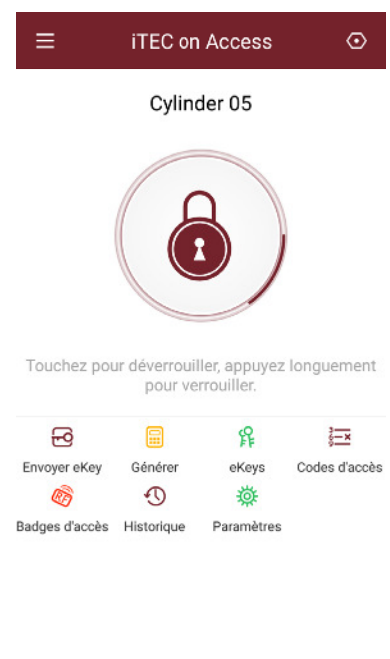 iTEC on Access
Cylinder 05
Touchez pour déverrouiller, appuyez longuement
pour verrouiller.
Envoyer eKey Générer eKeys Codes d'accès
RF
Badges d'accès Historique Paramètres